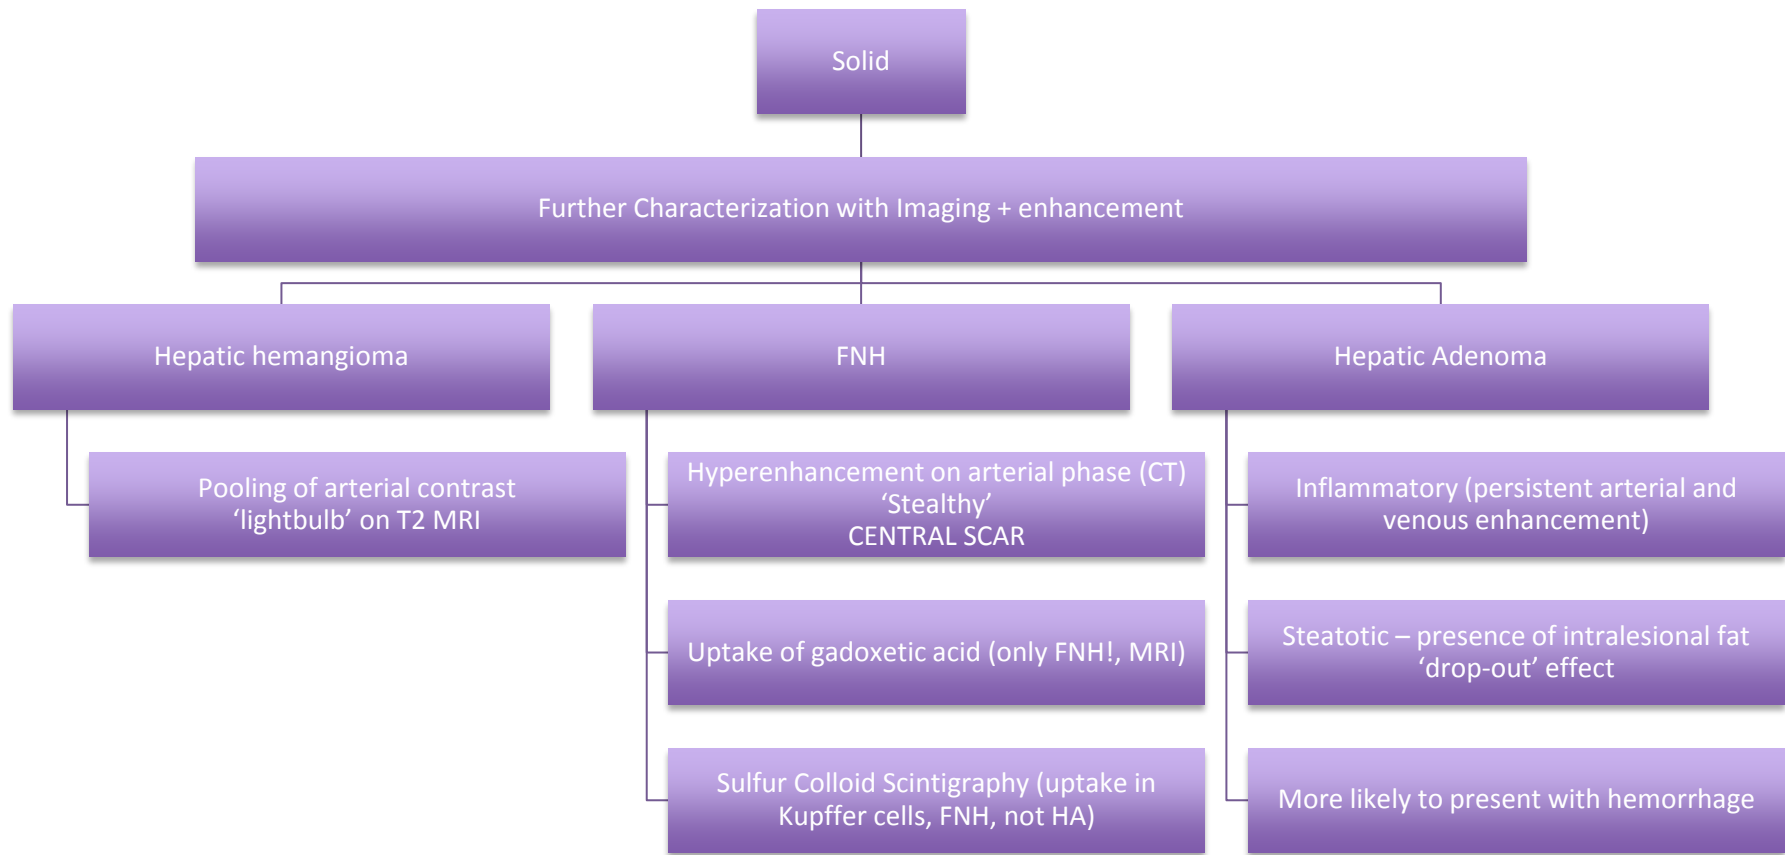 Solid
Further Characterization with Imaging + enhancement
Hepatic hemangioma
Pooling of arterial contrast
‘lightbulb’ on T2 MRI
FNH
Hyperenhancement on arterial phase (CT)
‘Stealthy’
CENTRAL SCAR
Uptake of gadoxetic acid (only FNH!, MRI)
Sulfur Colloid Scintigraphy (uptake in
Kupffer cells, FNH, not HA)
Hepatic Adenoma
Inflammatory (persistent arterial and
venous enhancement)
Steatotic – presence of intralesional fat
‘drop-out’ effect
More likely to present with hemorrhage